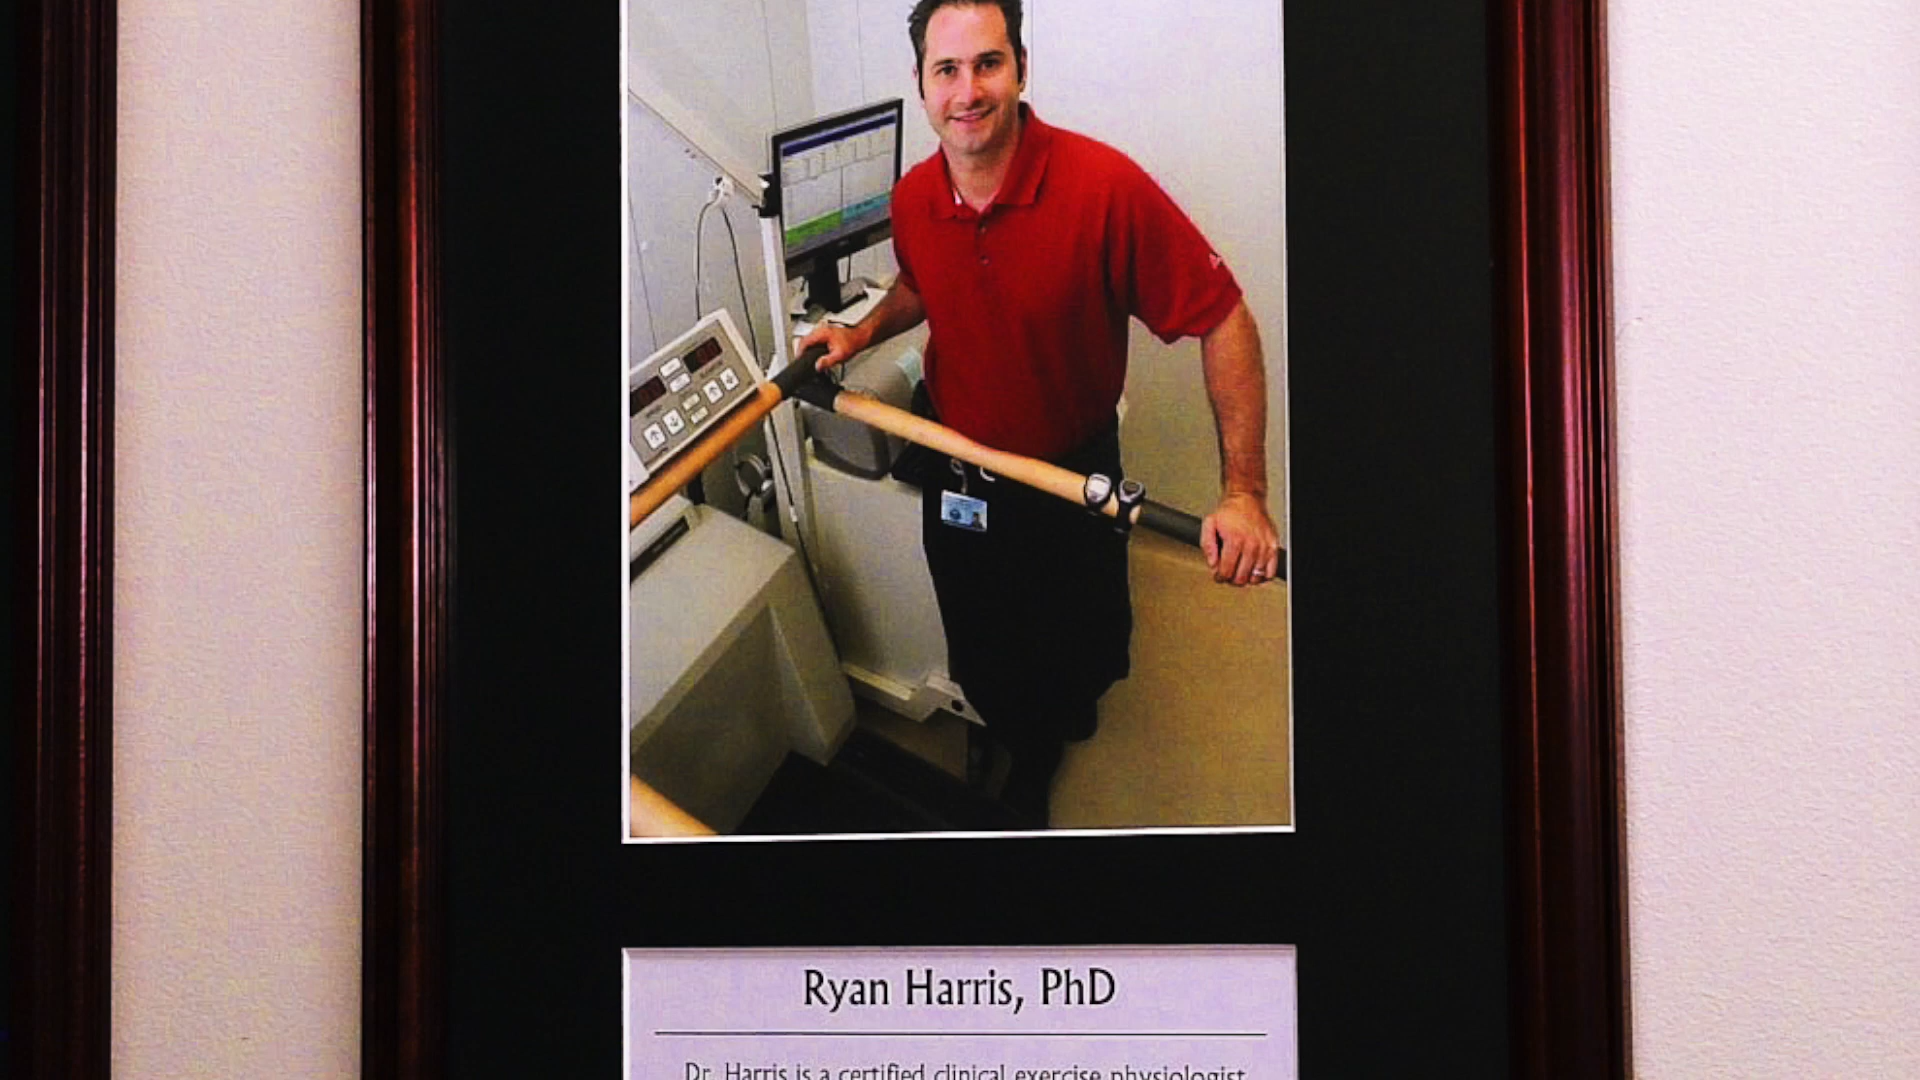 Ryan Harris, PhD
Dr. Harris is a certified clinical exercise physiologist